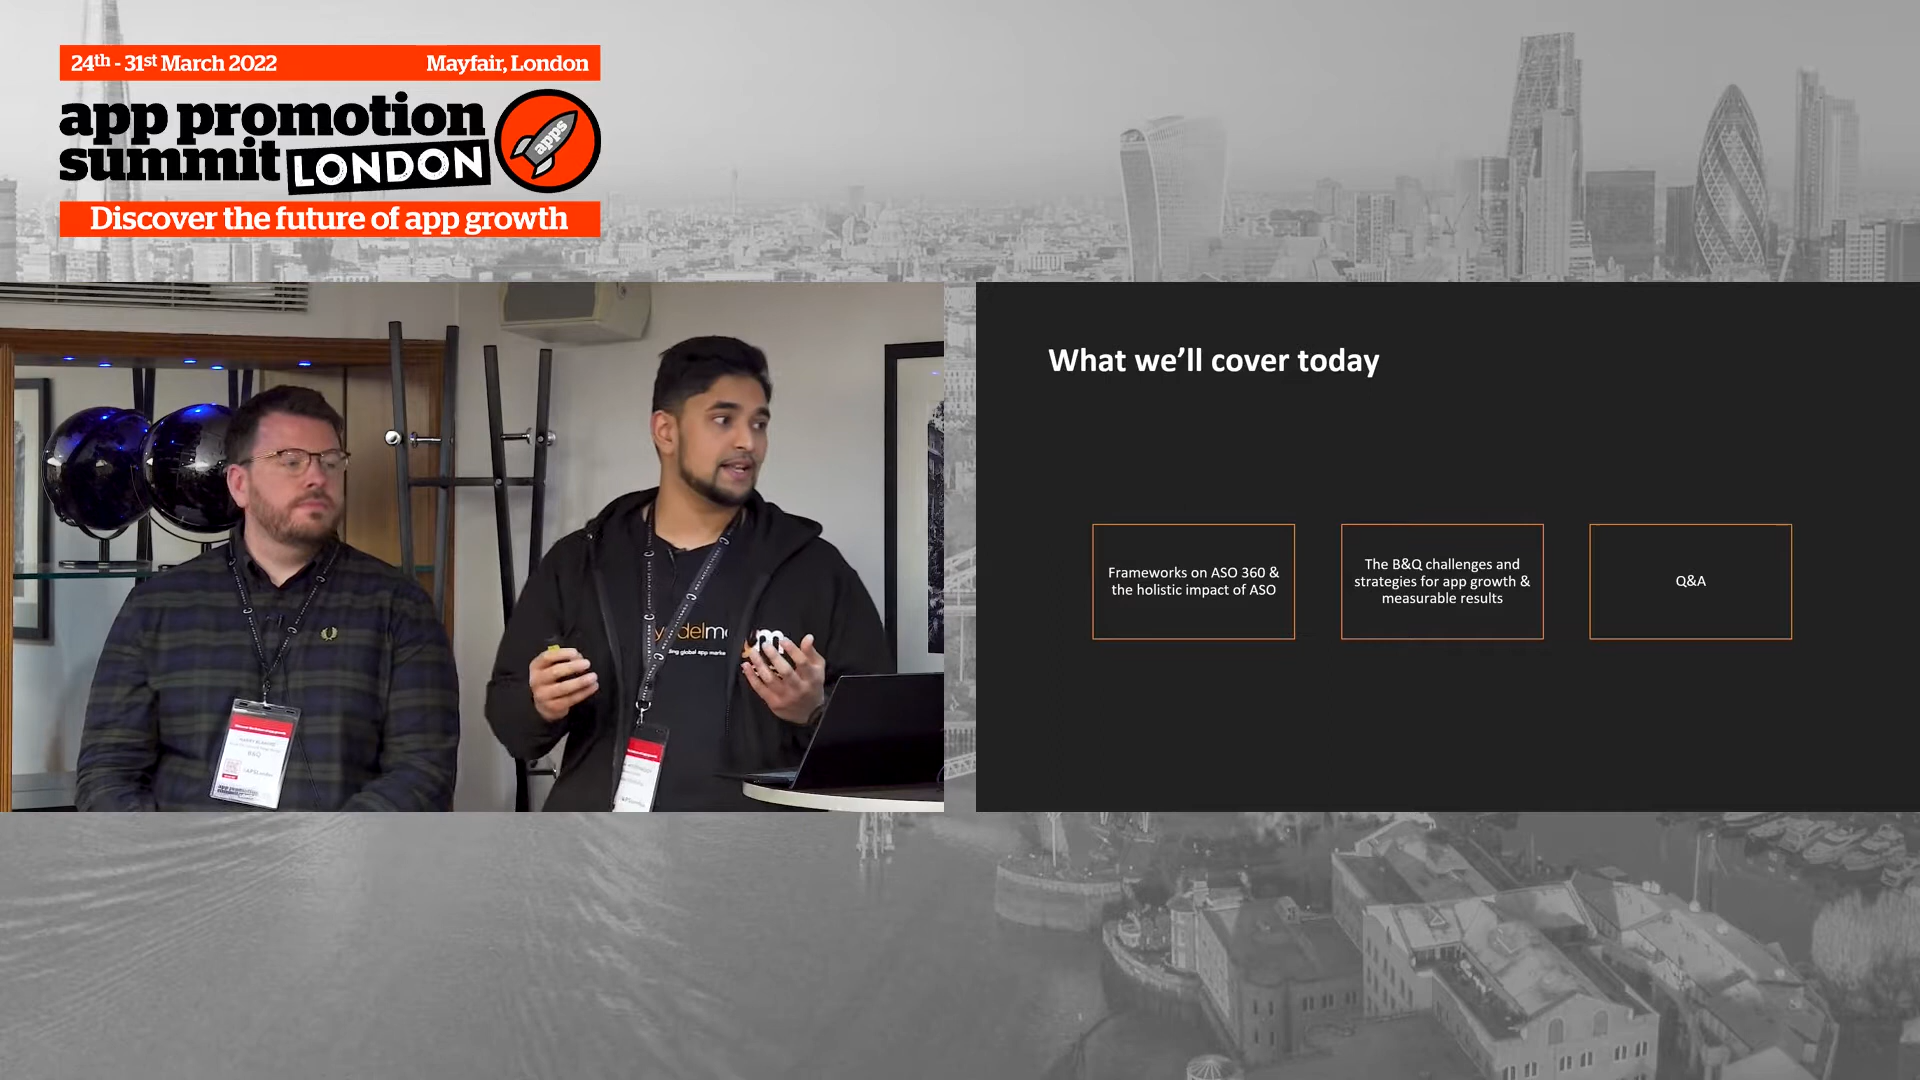 24th - 31st March 2022
Mayfair, London
app promotion
summit LONDON
apps
Discover the future of app growth
What we'll cover today
Frameworks on ASO 360 &
the holistic impact of ASO
The B&Q challenges and
strategies for app growth &
measurable results
Q&A
B&Q